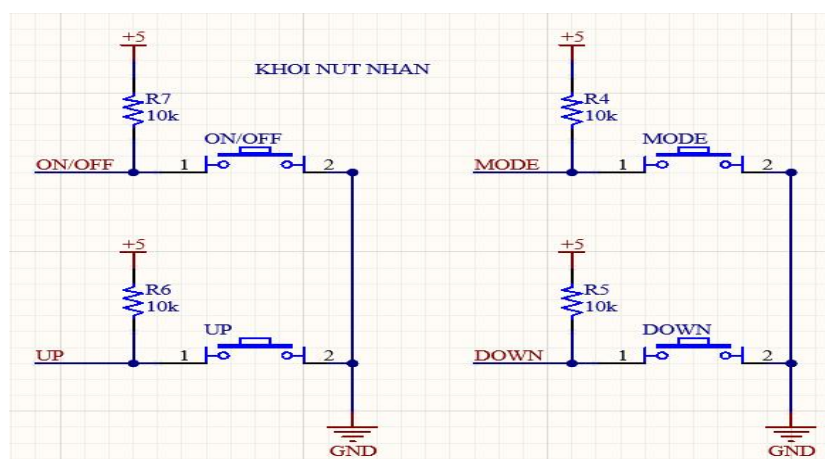 +5
+5
KHOI NUT NHAN
R7
10k
R4
10k
ON/OFF
MODE
ON/OFF
1
2
MODE
1
2
+5
+5
R6
10k
R5
10k
UP
DOWN
UP
1
2
DOWN
1
2
GND
GND